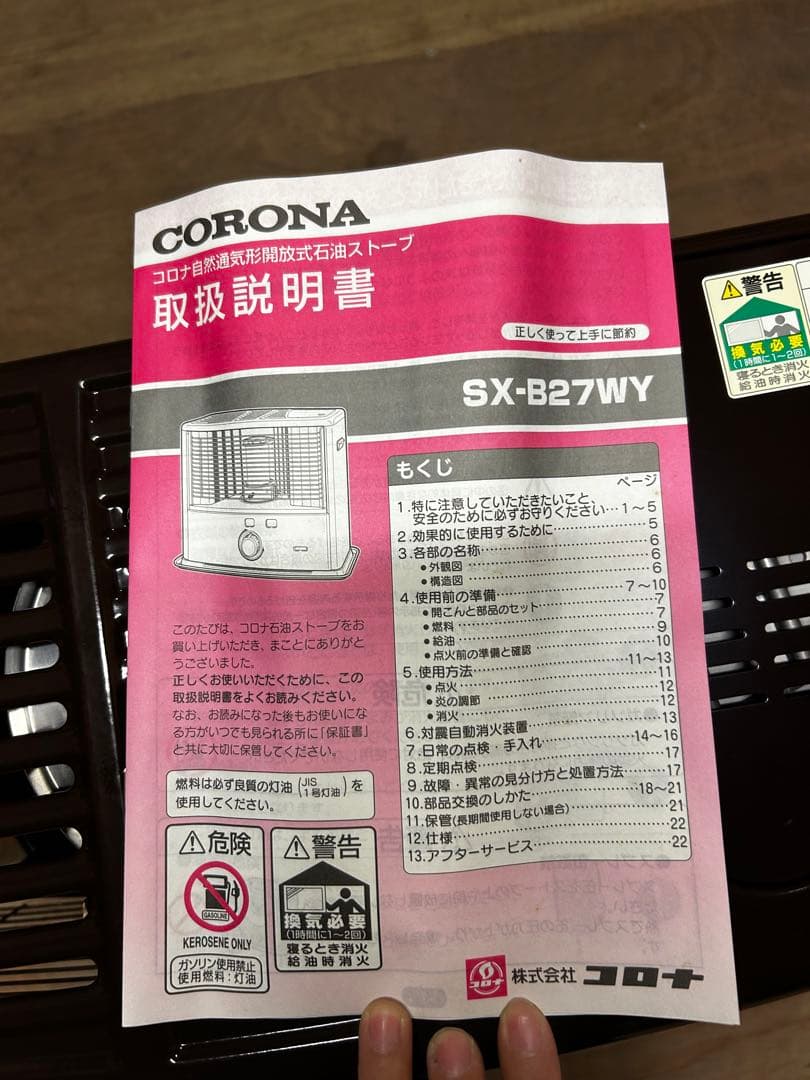 CORONA
コロナ自然通気形開放式石油ストーブ
取扱説明書
正しく使って上手に節約
SX-B27WY
もくじ
ページ
1.特に注意していただきたいこと、
安全のために必ずお守りください…1～5
2.効果的に使用するために…5
3.各部の名称…6
●外観図…6
●構造図…6
4.使用前の準備…7～10
●開こんと部品のセット…7
●燃料…9
●給油…9
●点火前の準備と確認…10
5.使用方法…11～13
●点火…11
●炎の調節…12
●消火…12
6.対震自動消火装置…13
7.日常の点検・手入れ…14～16
8.定期点検…17
9.故障・異常の見分け方と処置方法…17
10.部品交換のしかた…18～21
11.保管(長期間使用しない場合)…21
12.仕様…22
13.アフターサービス…22
このたびは、コロナ石油ストーブをお
買い上げいただき、まことにありがと
うございました。
正しくお使いいただくために、この
取扱説明書をよくお読みください。
なお、お読みになった後もお使いにな
る方がいつでも見られる所に「保証書」
と共に大切に保管してください。
燃料は必ず良質の灯油(JIS 1号灯油)を
使用してください。
⚠危険
GASOLINE
KEROSENE ONLY
ガソリン使用禁止
使用燃料:灯油
⚠警告
換気必要
(1時間に1～2回)
寝るとき消火
給油時消火
コロナ
株式会社 コロナ
⚠警告
換気必要
(1時間に1～2回)
寝るとき消火
給油時消火